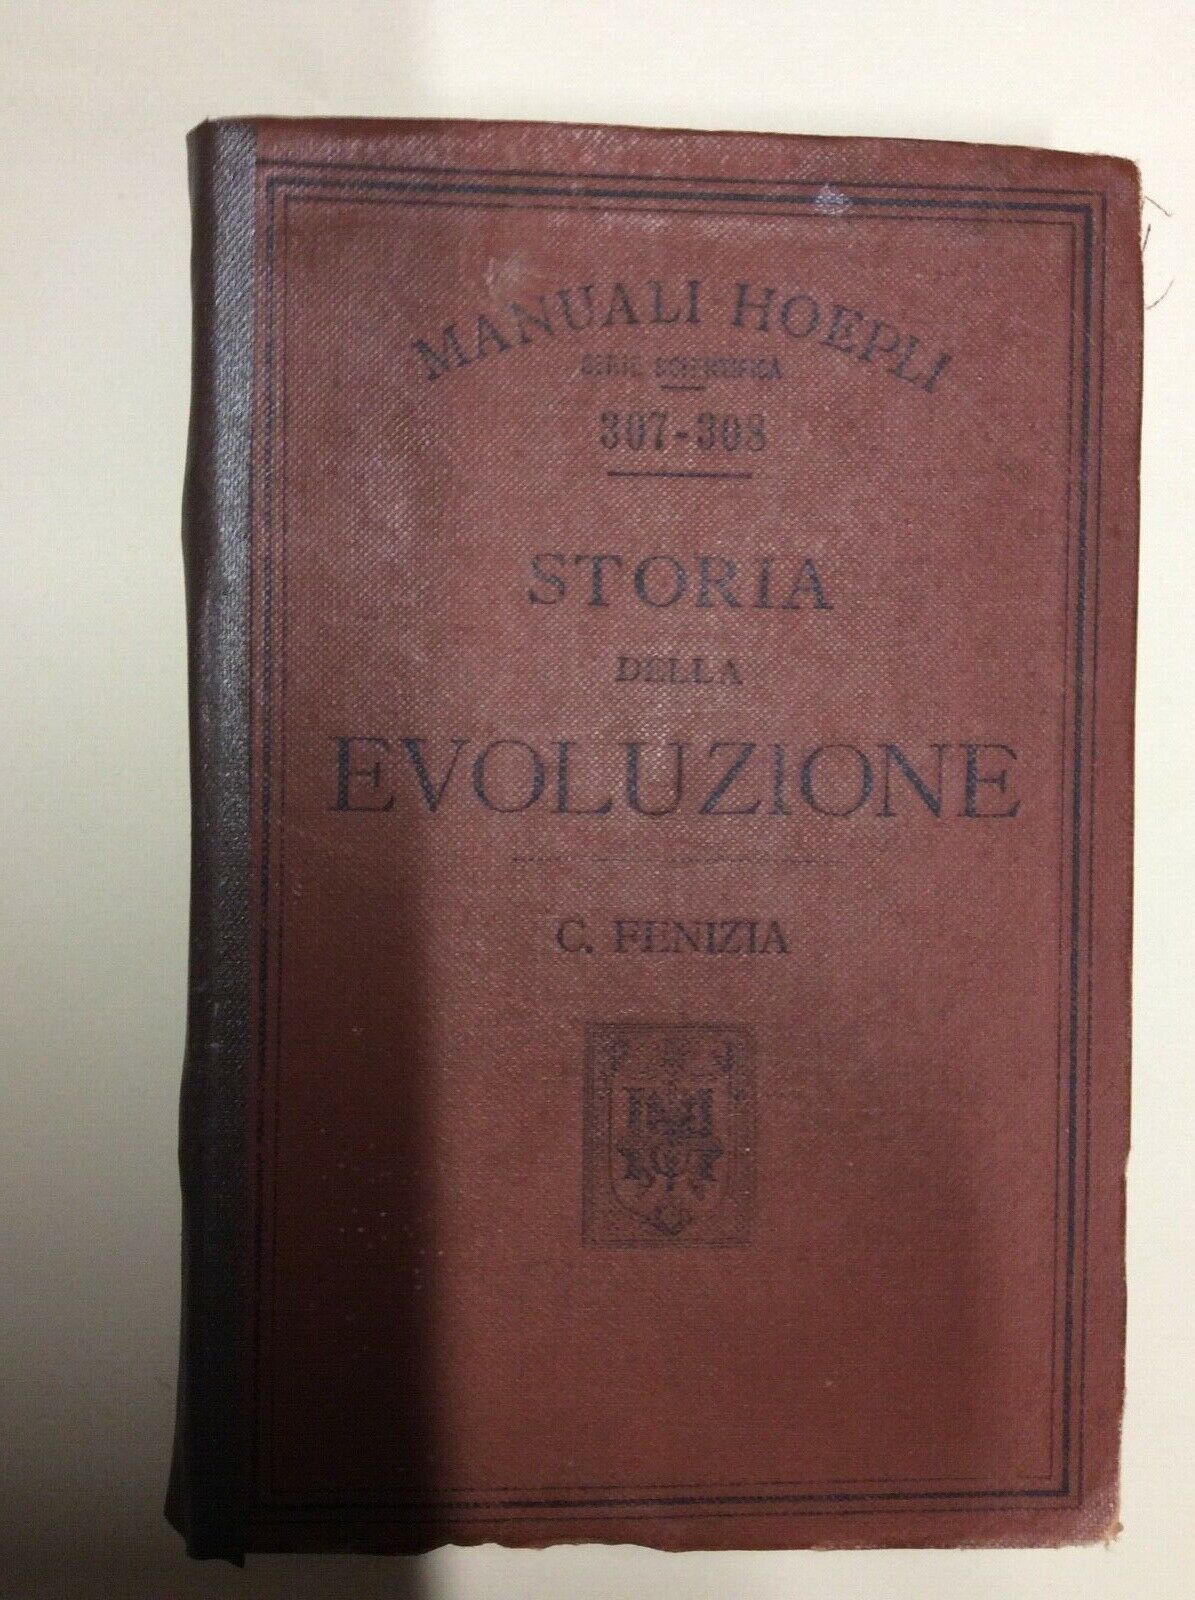 MANUALI HOEPLI
SERIE SCIENTIFICA
307-308
STORIA
DELLA
EVOLUZIONE
C. FENIZIA